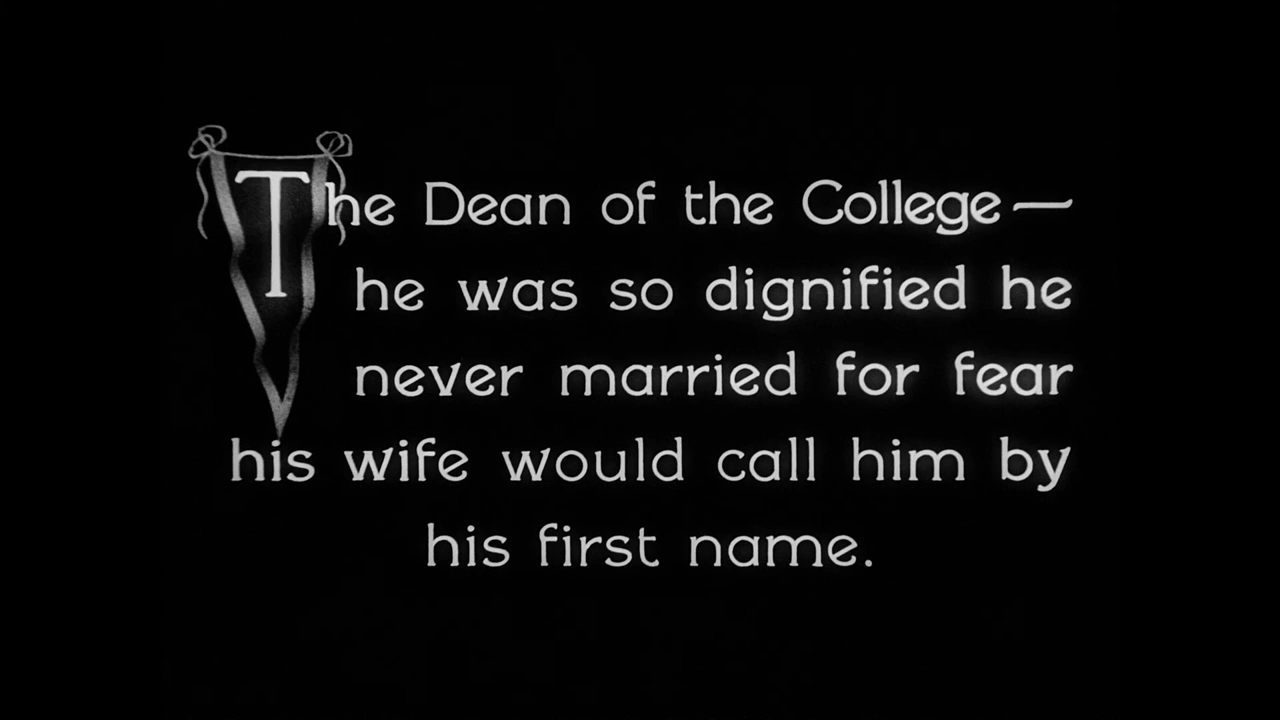 The Dean of the College—
he was so dignified he
never married for fear
his wife would call him by
his first name.